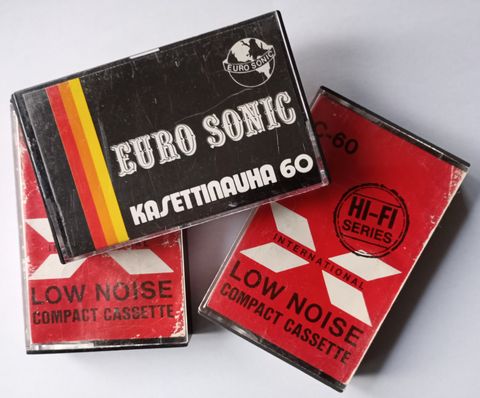 EURO SONIC
EURO SONIC
KASETTINAUHA 60
INTERNATIONAL
LOW NOISE
COMPACT CASSETTE
C-60
HI-FI
SERIES
INTERNATIONAL
LOW NOISE
COMPACT CASSETTE